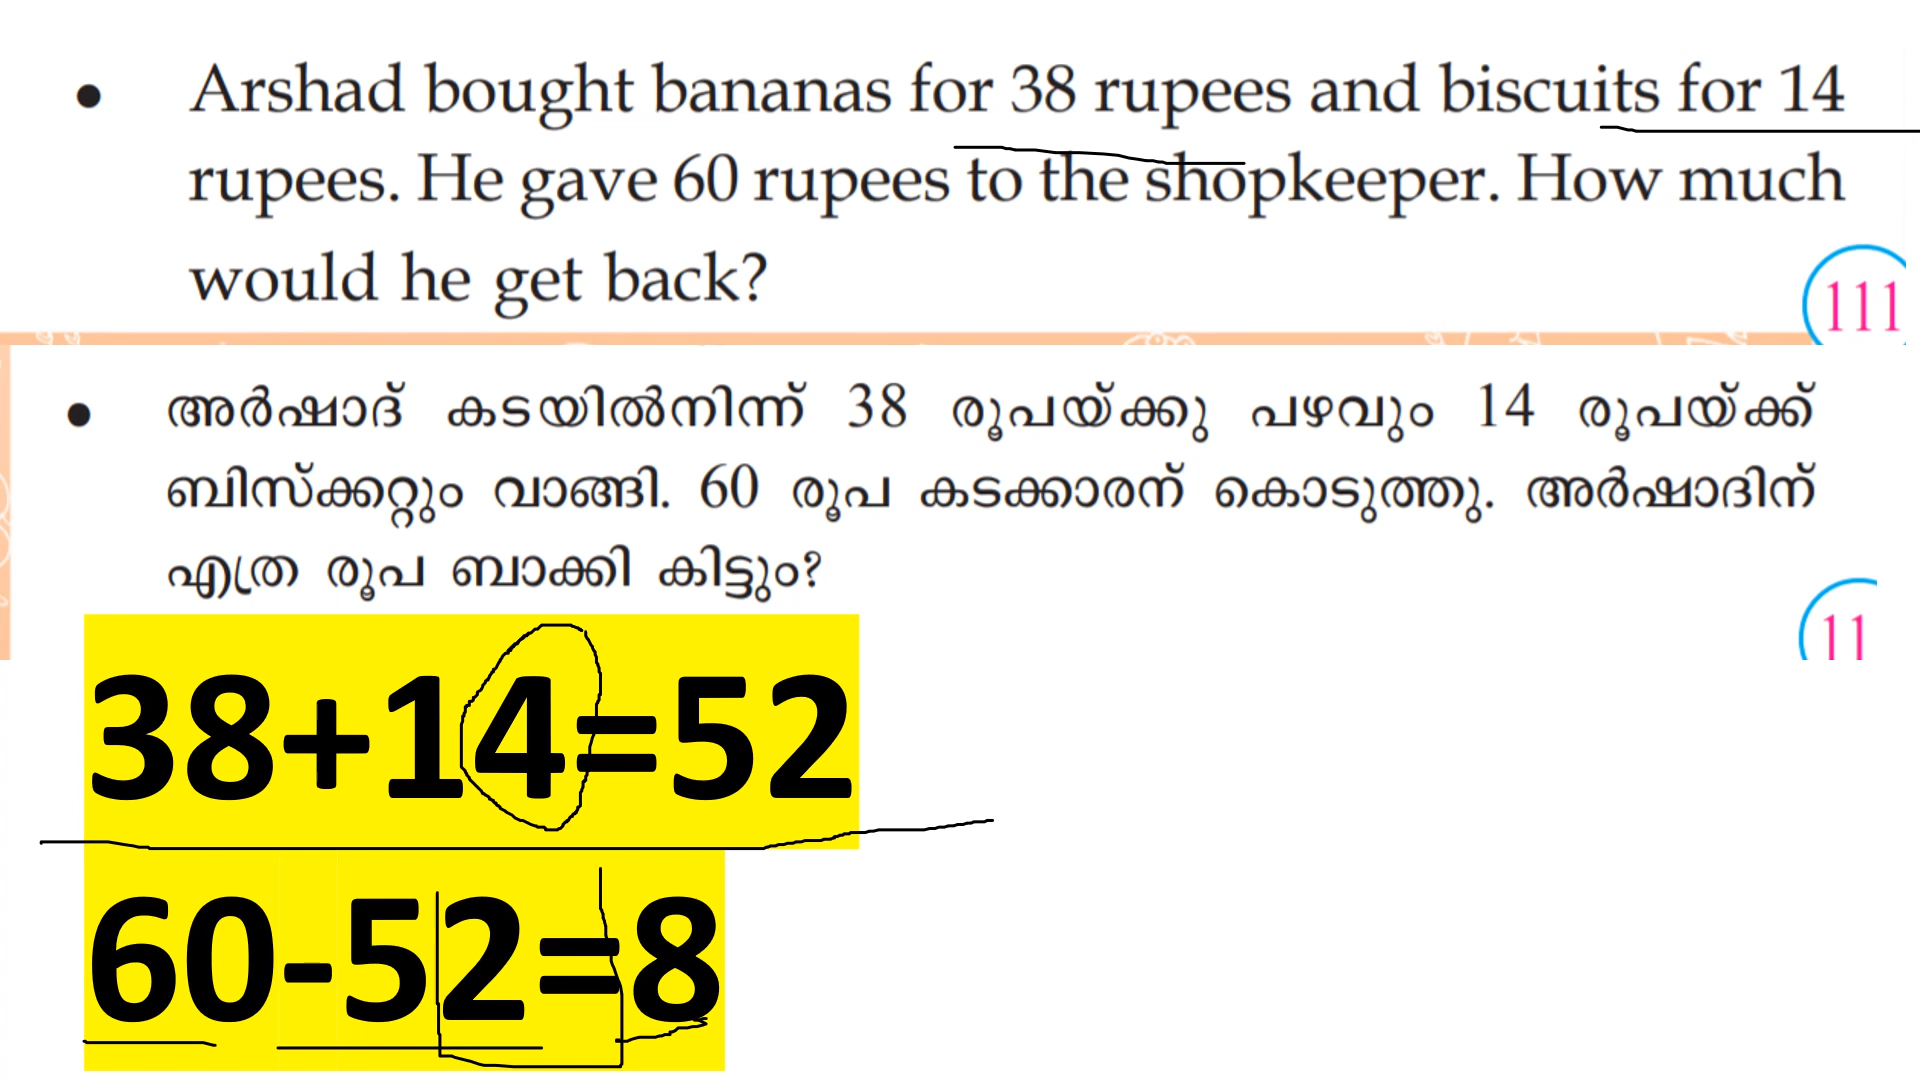 • Arshad bought bananas for 38 rupees and biscuits for 14
rupees. He gave 60 rupees to the shopkeeper. How much
would he get back?
111
• അർഷാദ് കടയിൽനിന്ന് 38 രൂപയ്ക്കു പഴവും 14 രൂപയ്ക്ക്
ബിസ്ക്കറ്റും വാങ്ങി. 60 രൂപ കടക്കാരന് കൊടുത്തു. അർഷാദിന്
എത്ര രൂപ ബാക്കി കിട്ടും?
11
38+14=52
60-52=8